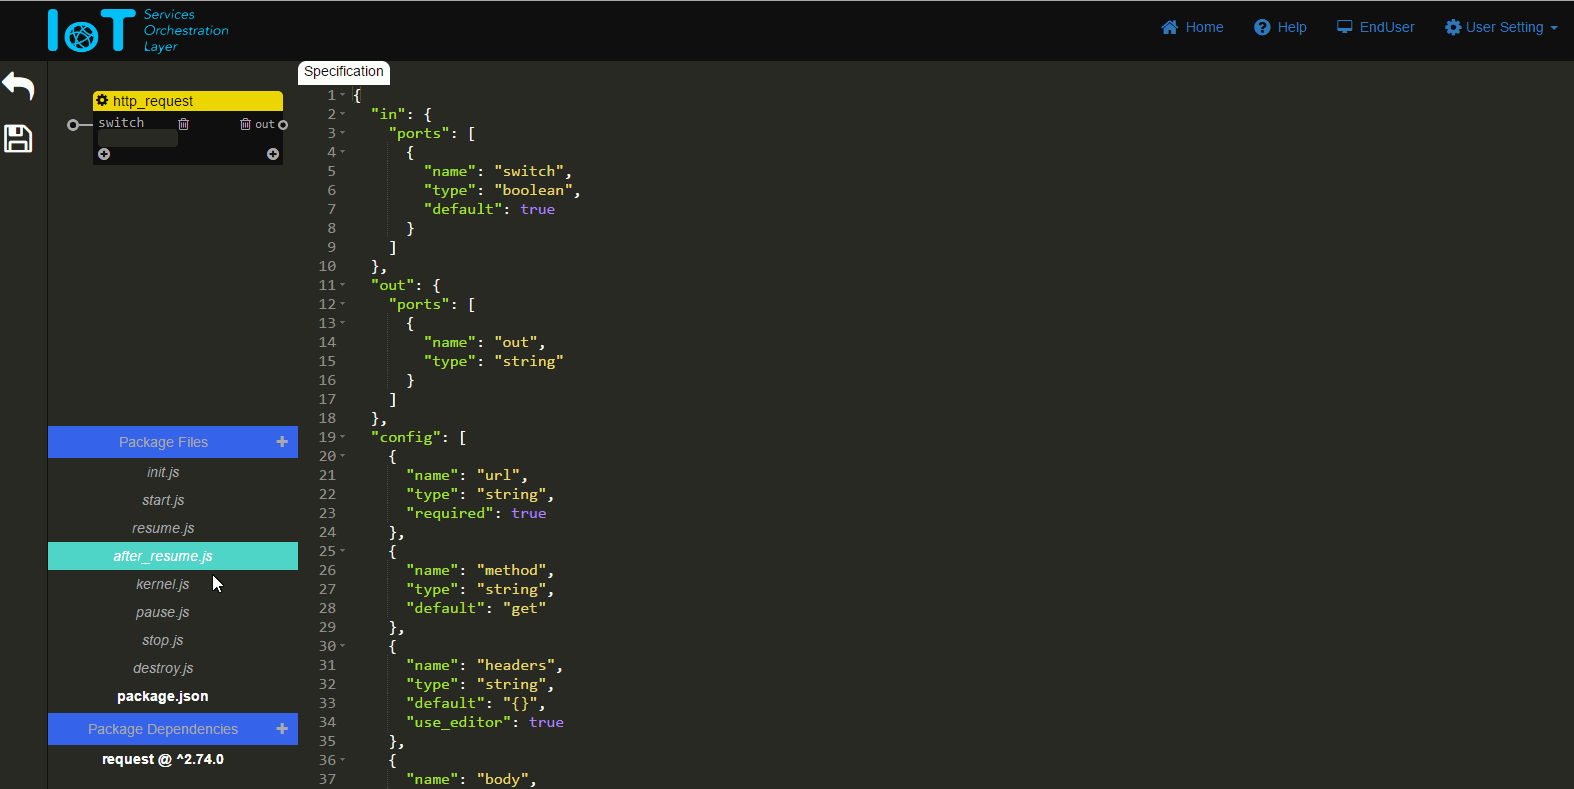 IoT Services
Orchestration
Layer
Home Help EndUser User Setting
http_request
switch out
Package Files
init.js
start.js
resume.js
after_resume.js
kernel.js
pause.js
stop.js
destroy.js
package.json
Package Dependencies
request @ ^2.74.0
Specification
1 {
2 "in": {
3 "ports": [
4 {
5 "name": "switch",
6 "type": "boolean",
7 "default": true
8 }
9 ]
10 },
11 "out": {
12 "ports": [
13 {
14 "name": "out",
15 "type": "string"
16 }
17 ]
18 },
19 "config": [
20 {
21 "name": "url",
22 "type": "string",
23 "required": true
24 },
25 {
26 "name": "method",
27 "type": "string",
28 "default": "get"
29 },
30 {
31 "name": "headers",
32 "type": "string",
33 "default": "{}",
34 "use_editor": true
35 },
36 {
37 "name": "body",